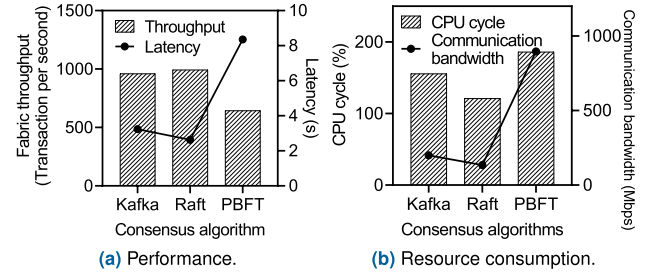 Fabric throughput
(Transaction per second)
1500
1000
500
0
Throughput
Latency
10
8
6
4
2
0
Latency (s)
Kafka Raft PBFT
Consensus algorithm
(a) Performance.
CPU cycle (%)
200
100
0
CPU cycle
Communication
bandwidth
1000
500
0
Communication bandwidth (Mbps)
Kafka Raft PBFT
Consensus algorithms
(b) Resource consumption.